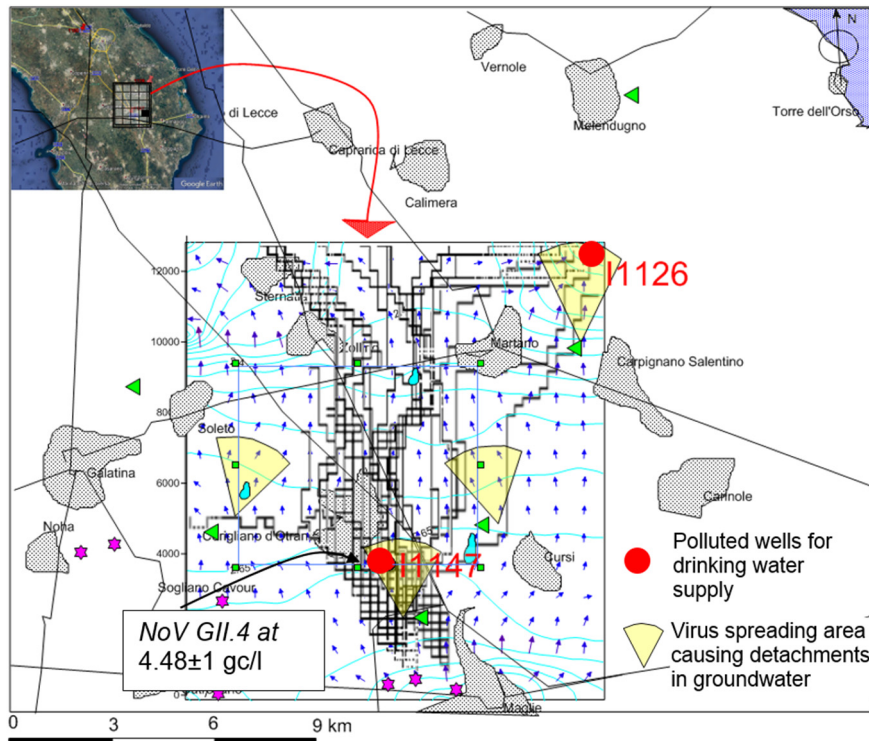 N
Vernole
Torre dell'Orso
di Lecce
Melendugno
Caprarica di Lecce
Google Earth
Calimera
I1126
12000
Sternatia
Zollino
Martano
10000
Carpignano Salentino
8000
Soleto
Galatina
6000
Cannole
Noha
Corigliano d'Otranto
4000
I1147
Cursi
Polluted wells for
drinking water
supply
Sogliano Cavour
NoV GII.4 at
4.48±1 gc/l
Virus spreading area
causing detachments
in groundwater
0
Maglie
0 3 6 9 km